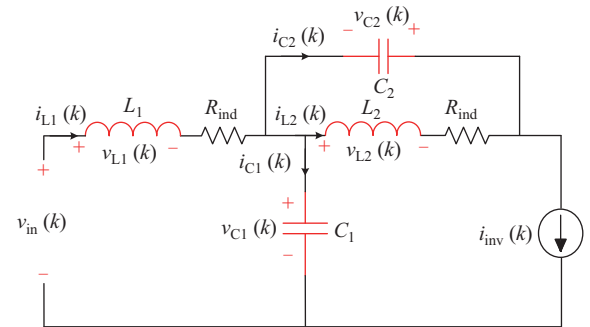 − v_C2 (k) +
i_C2 (k)
C_2
i_L1 (k) L_1 R_ind i_L2 (k) L_2 R_ind
+ v_L1 (k) − + v_L2 (k) −
i_C1 (k)
+ +
v_in (k) v_C1 (k) C_1 i_inv (k)
− −